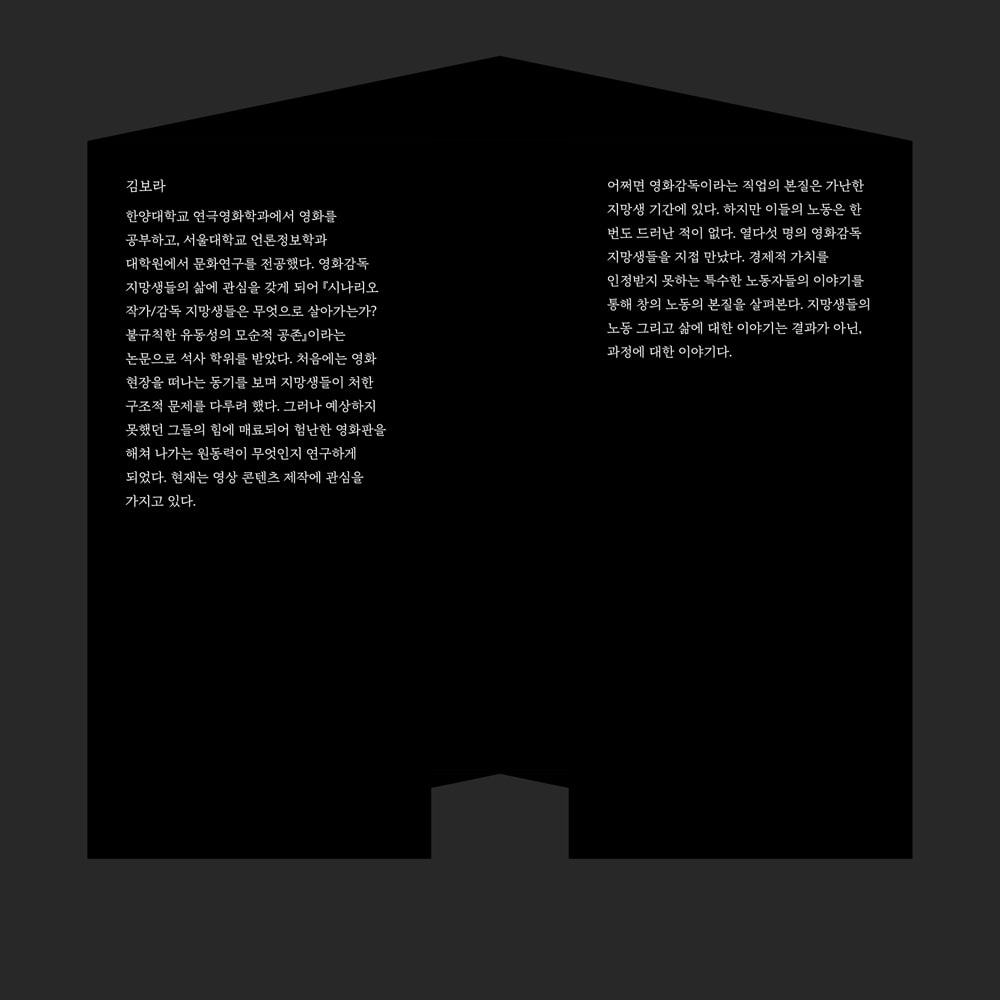 김보라
한양대학교 연극영화학과에서 영화를
공부하고, 서울대학교 언론정보학과
대학원에서 문화연구를 전공했다. 영화감독
지망생들의 삶에 관심을 갖게 되어 『시나리오
작가/감독 지망생들은 무엇으로 살아가는가?
불규칙한 유동성의 모순적 공존』이라는
논문으로 석사 학위를 받았다. 처음에는 영화
현장을 떠나는 동기를 보며 지망생들이 처한
구조적 문제를 다루려 했다. 그러나 예상하지
못했던 그들의 힘에 매료되어 험난한 영화판을
해쳐 나가는 원동력이 무엇인지 연구하게
되었다. 현재는 영상 콘텐츠 제작에 관심을
가지고 있다.
어쩌면 영화감독이라는 직업의 본질은 가난한
지망생 기간에 있다. 하지만 이들의 노동은 한
번도 드러난 적이 없다. 열다섯 명의 영화감독
지망생들을 지접 만났다. 경제적 가치를
인정받지 못하는 특수한 노동자들의 이야기를
통해 창의 노동의 본질을 살펴본다. 지망생들의
노동 그리고 삶에 대한 이야기는 결과가 아닌,
과정에 대한 이야기다.